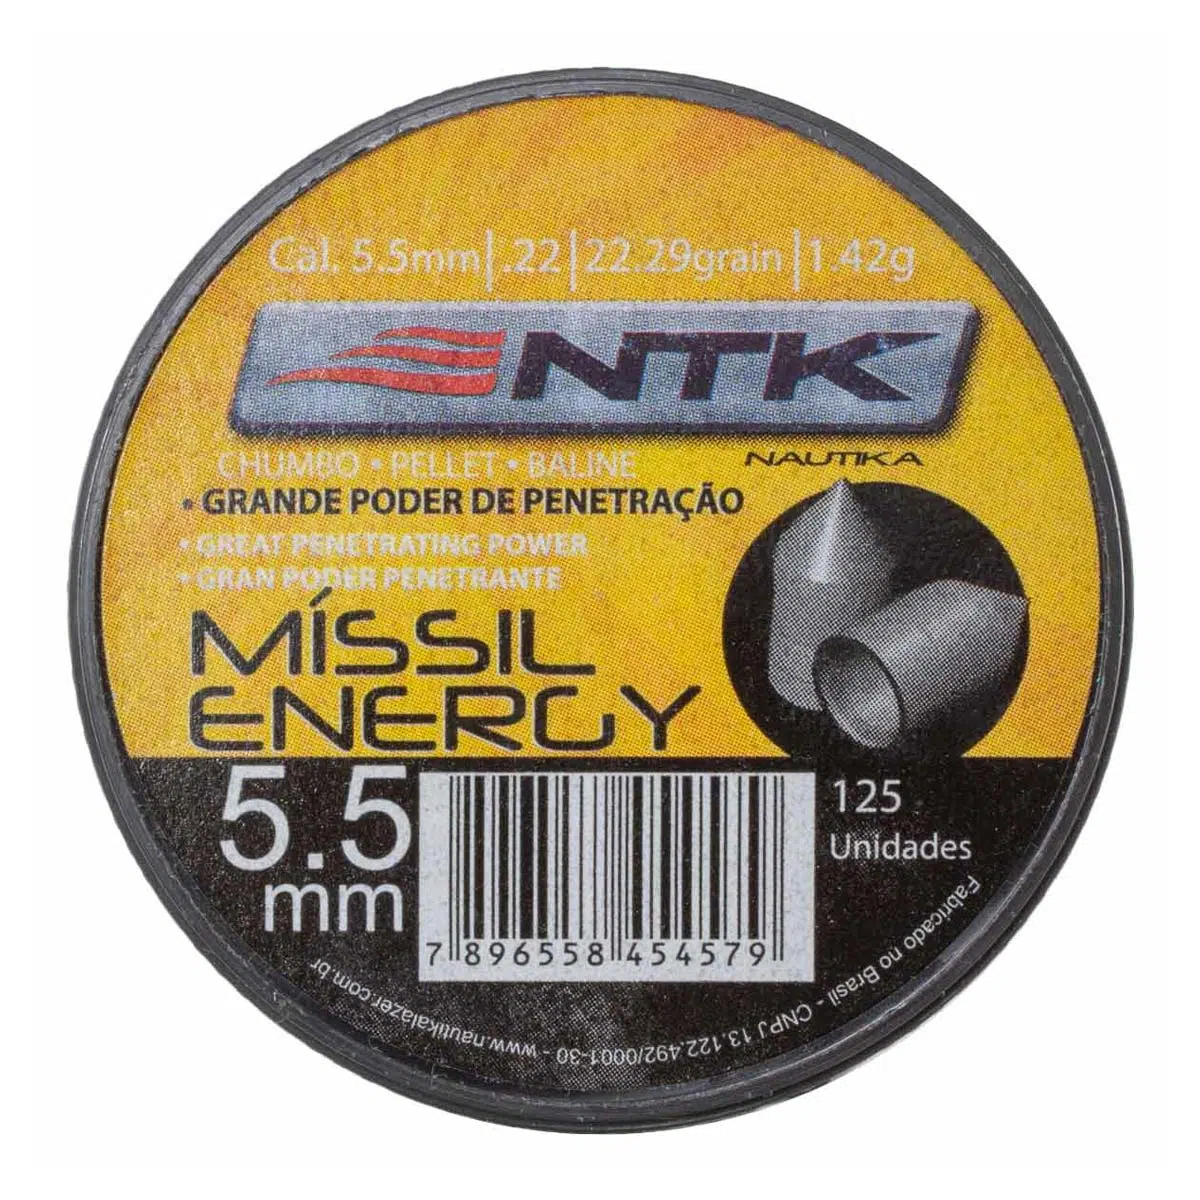 Cal. 5.5mm|.22|22.29grain|1.42g
NTK
NAUTIKA
CHUMBO • PELLET • BALINE
• GRANDE PODER DE PENETRAÇÃO
• GREAT PENETRATING POWER
• GRAN PODER PENETRANTE
MÍSSIL
ENERGY
5.5
mm
7 896558 454579
125
Unidades
Fabricado no Brasil - CNPJ 13.122.492/0001-30 - www.nautikalazer.com.br